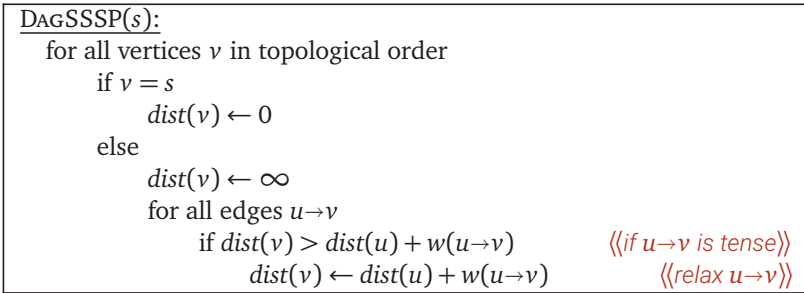 DAGSSSP(s):
for all vertices v in topological order
if v = s
dist(v) ← 0
else
dist(v) ← ∞
for all edges u→v
if dist(v) > dist(u) + w(u→v) ⟪if u→v is tense⟫
dist(v) ← dist(u) + w(u→v) ⟪relax u→v⟫